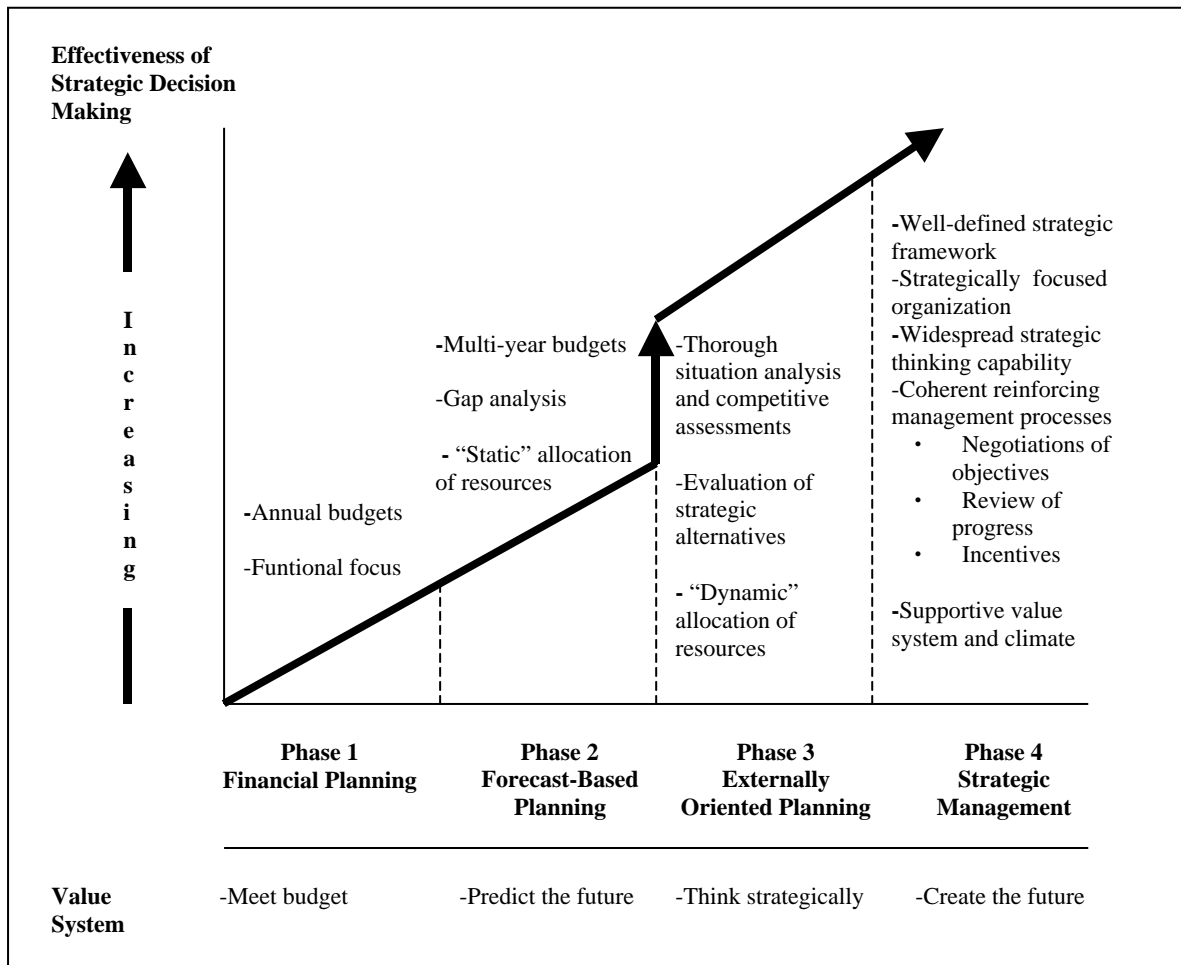 Effectiveness of
Strategic Decision
Making
I
n
c
r
e
a
s
i
n
g
-Annual budgets
-Funtional focus
-Multi-year budgets
-Gap analysis
- “Static” allocation
of resources
-Thorough
situation analysis
and competitive
assessments
-Evaluation of
strategic
alternatives
- “Dynamic”
allocation of
resources
-Well-defined strategic
framework
-Strategically focused
organization
-Widespread strategic
thinking capability
-Coherent reinforcing
management processes
• Negotiations of
objectives
• Review of
progress
• Incentives
-Supportive value
system and climate
Phase 1
Financial Planning
Phase 2
Forecast-Based
Planning
Phase 3
Externally
Oriented Planning
Phase 4
Strategic
Management
Value
System
-Meet budget
-Predict the future
-Think strategically
-Create the future